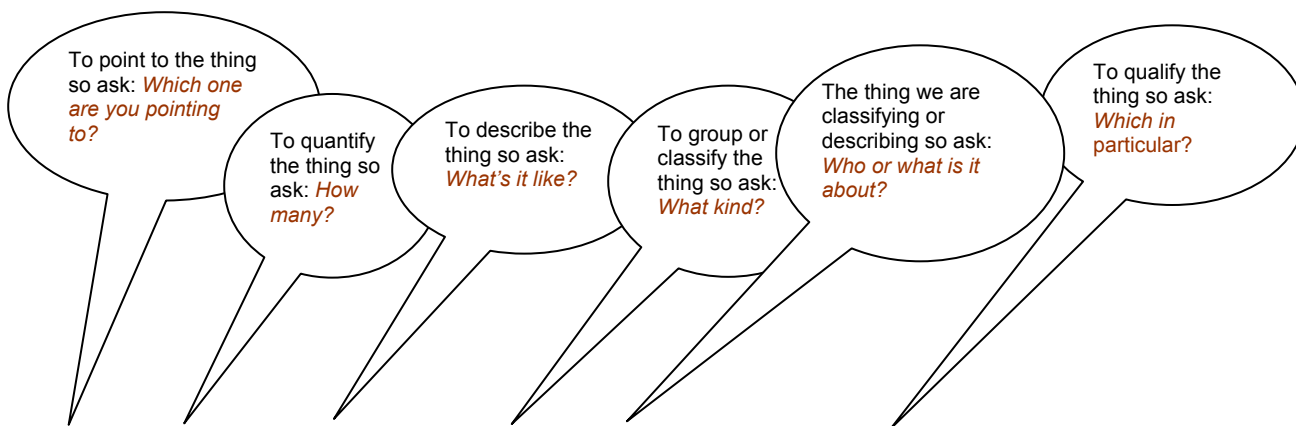 To point to the thing
so ask: Which one
are you pointing
to?
To quantify
the thing so
ask: How
many?
To describe the
thing so ask:
What's it like?
To group or
classify the
thing so ask:
What kind?
The thing we are
classifying or
describing so ask:
Who or what is it
about?
To qualify the
thing so ask:
Which in
particular?